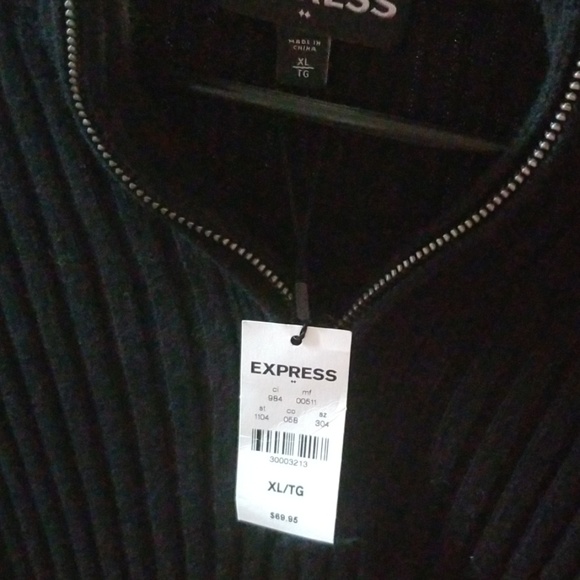 EXPRESS
MADE IN
CHINA
XL
TG
EXPRESS
cl mf
984 00511
st co sz
1104 058 304
30003213
XL/TG
$69.95